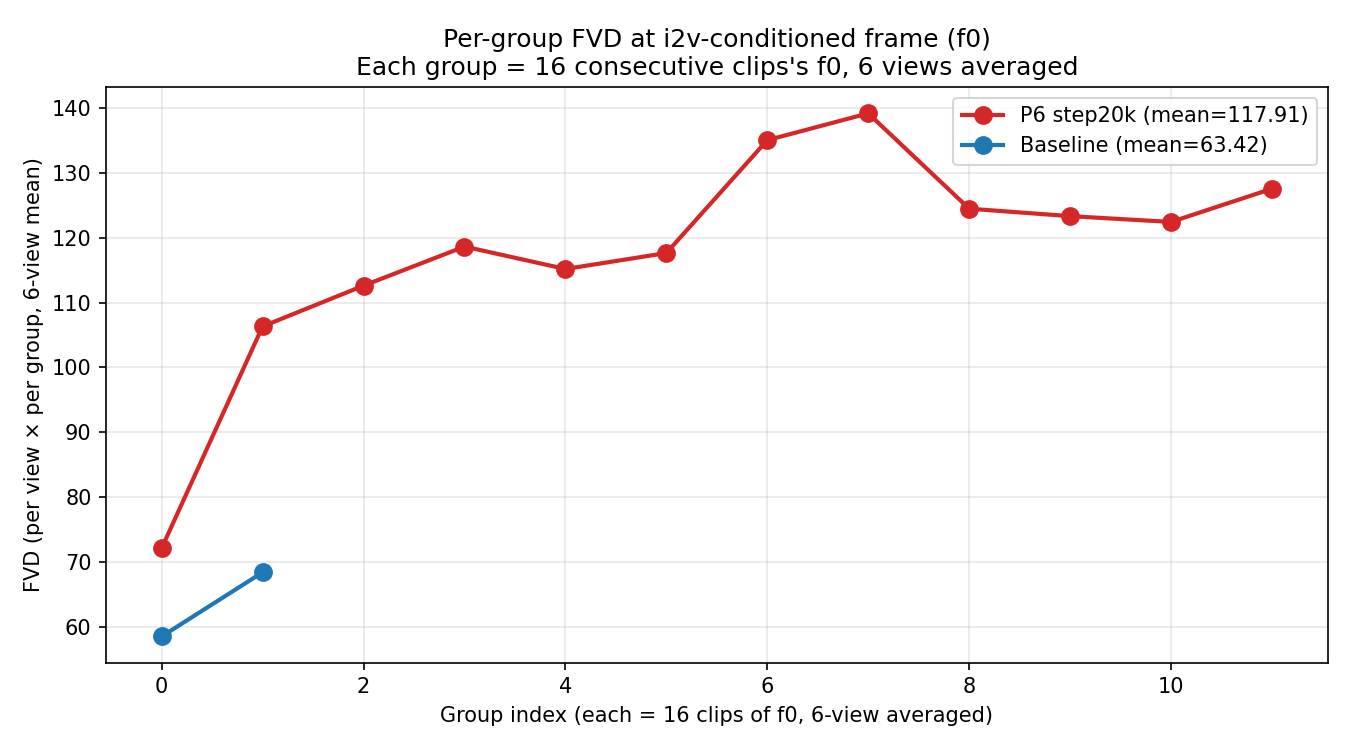 Per-group FVD at i2v-conditioned frame (f0)
Each group = 16 consecutive clips's f0, 6 views averaged
P6 step20k (mean=117.91)
Baseline (mean=63.42)
FVD (per view × per group, 6-view mean)
140
130
120
110
100
90
80
70
60
0
2
4
6
8
10
Group index (each = 16 clips of f0, 6-view averaged)